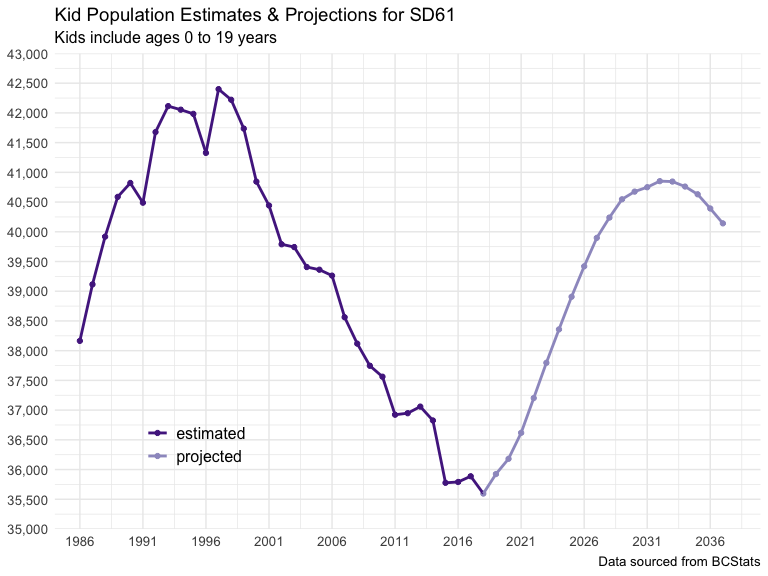 Kid Population Estimates & Projections for SD61
Kids include ages 0 to 19 years
43,000
42,500
42,000
41,500
41,000
40,500
40,000
39,500
39,000
38,500
38,000
37,500
37,000
36,500
36,000
35,500
35,000
estimated
projected
1986 1991 1996 2001 2006 2011 2016 2021 2026 2031 2036
Data sourced from BCStats